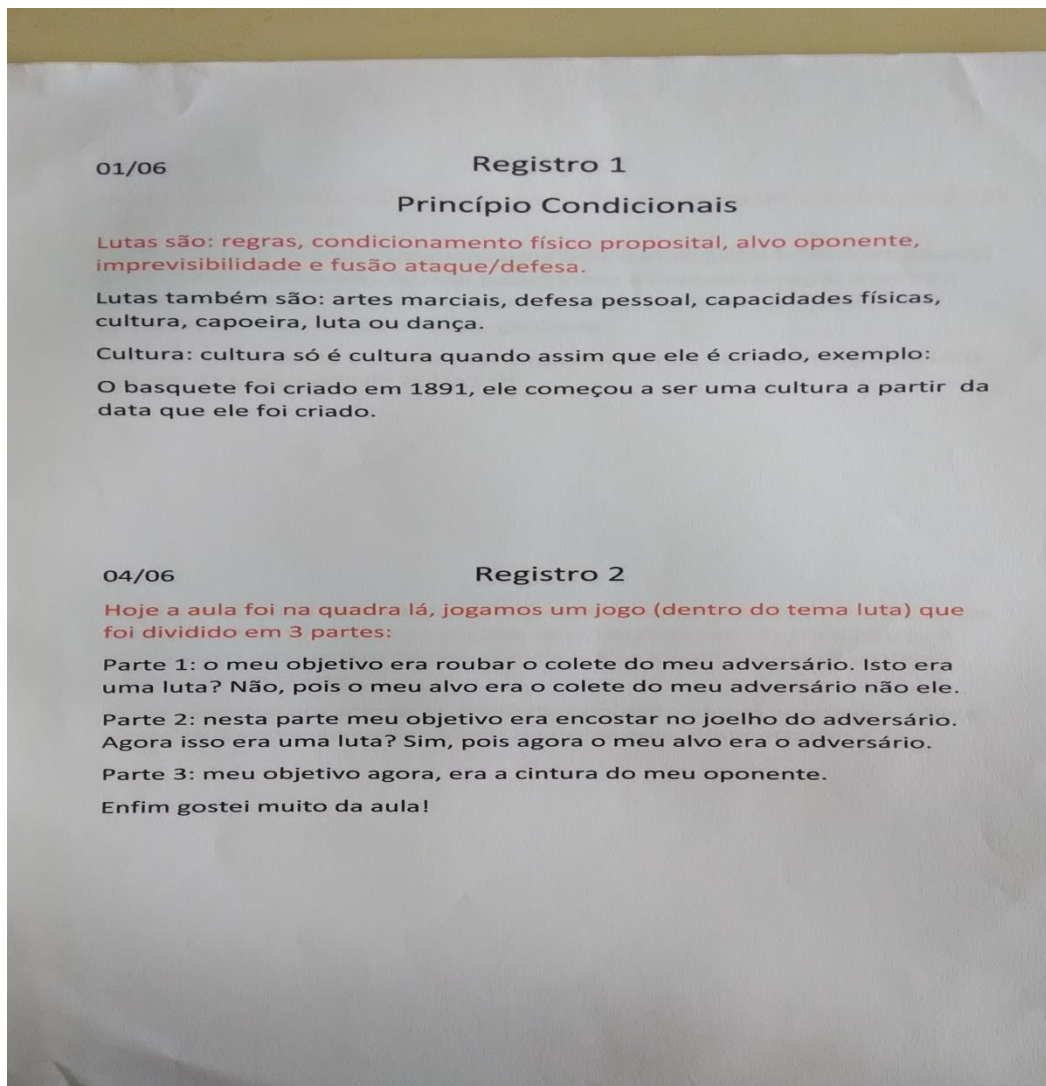 01/06 Registro 1
Princípio Condicionais
Lutas são: regras, condicionamento físico proposital, alvo oponente,
imprevisibilidade e fusão ataque/defesa.
Lutas também são: artes marciais, defesa pessoal, capacidades físicas,
cultura, capoeira, luta ou dança.
Cultura: cultura só é cultura quando assim que ele é criado, exemplo:
O basquete foi criado em 1891, ele começou a ser uma cultura a partir da
data que ele foi criado.
04/06 Registro 2
Hoje a aula foi na quadra lá, jogamos um jogo (dentro do tema luta) que
foi dividido em 3 partes:
Parte 1: o meu objetivo era roubar o colete do meu adversário. Isto era
uma luta? Não, pois o meu alvo era o colete do meu adversário não ele.
Parte 2: nesta parte meu objetivo era encostar no joelho do adversário.
Agora isso era uma luta? Sim, pois agora o meu alvo era o adversário.
Parte 3: meu objetivo agora, era a cintura do meu oponente.
Enfim gostei muito da aula!